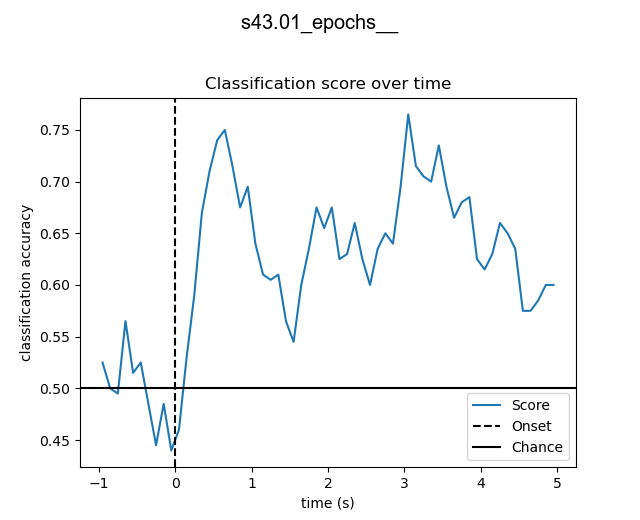 s43.01_epochs__
Classification score over time
classification accuracy
0.75
0.70
0.65
0.60
0.55
0.50
0.45
Score
Onset
Chance
−1 0 1 2 3 4 5
time (s)